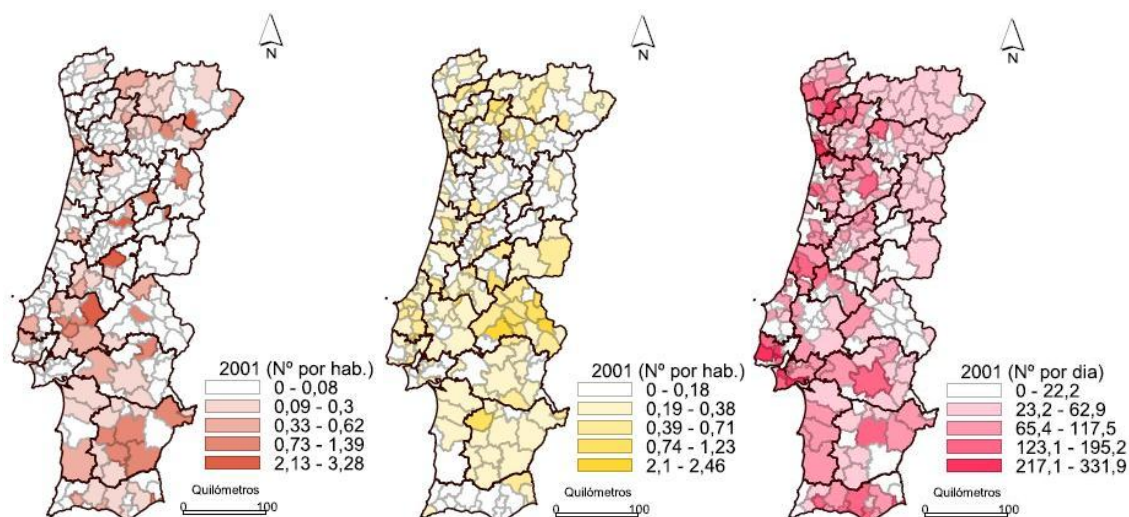 N
N
N
2001 (Nº por hab.)
0 - 0,08
0,09 - 0,3
0,33 - 0,62
0,73 - 1,39
2,13 - 3,28
Quilómetros
0 100
2001 (Nº por hab.)
0 - 0,18
0,19 - 0,38
0,39 - 0,71
0,74 - 1,23
2,1 - 2,46
Quilómetros
0 100
2001 (Nº por dia)
0 - 22,2
23,2 - 62,9
65,4 - 117,5
123,1 - 195,2
217,1 - 331,9
Quilómetros
0 100